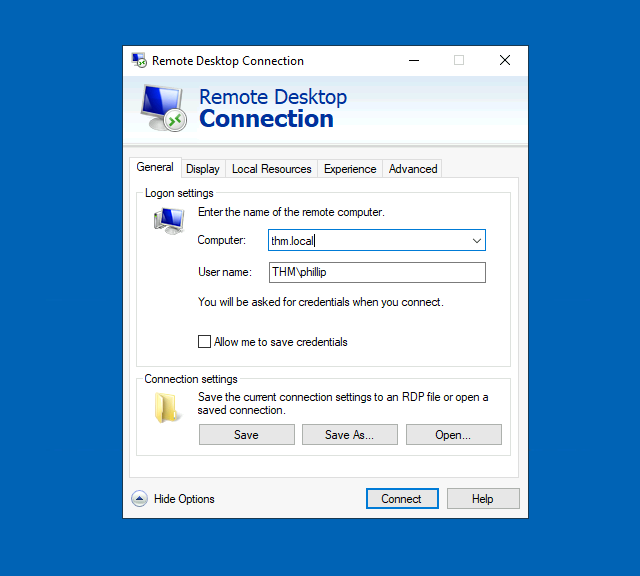 Remote Desktop Connection
Remote Desktop
Connection
General Display Local Resources Experience Advanced
Logon settings
Enter the name of the remote computer.
Computer: thm.local
User name: THM\phillip
You will be asked for credentials when you connect.
Allow me to save credentials
Connection settings
Save the current connection settings to an RDP file or open a
saved connection.
Save Save As... Open...
Hide Options Connect Help